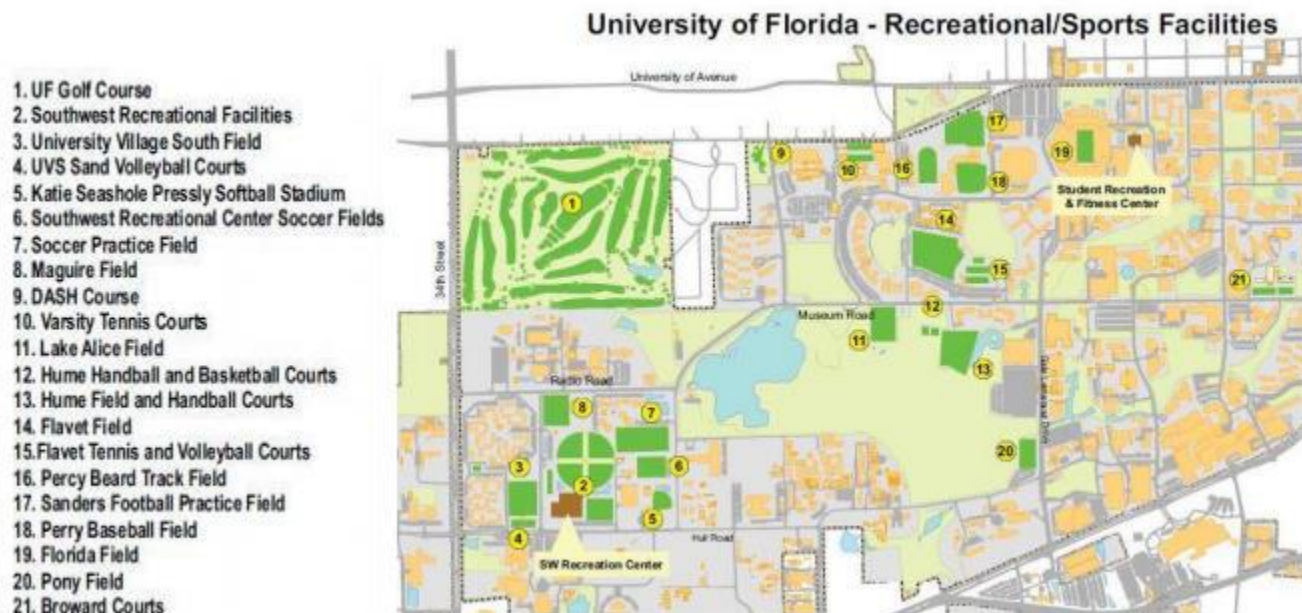 University of Florida - Recreational/Sports Facilities
1. UF Golf Course
2. Southwest Recreational Facilities
3. University Village South Field
4. UVS Sand Volleyball Courts
5. Katie Seashole Pressly Softball Stadium
6. Southwest Recreational Center Soccer Fields
7. Soccer Practice Field
8. Maguire Field
9. DASH Course
10. Varsity Tennis Courts
11. Lake Alice Field
12. Hume Handball and Basketball Courts
13. Hume Field and Handball Courts
14. Flavet Field
15.Flavet Tennis and Volleyball Courts
16. Percy Beard Track Field
17. Sanders Football Practice Field
18. Perry Baseball Field
19. Florida Field
20. Pony Field
21. Broward Courts
University of Avenue
17
9
10
16
19
18
Student Recreation
& Fitness Center
1
14
34th Street
15
21
12
Museum Road
11
13
Radio Road
8
7
20
3
6
2
5
4
Hull Road
SW Recreation Center